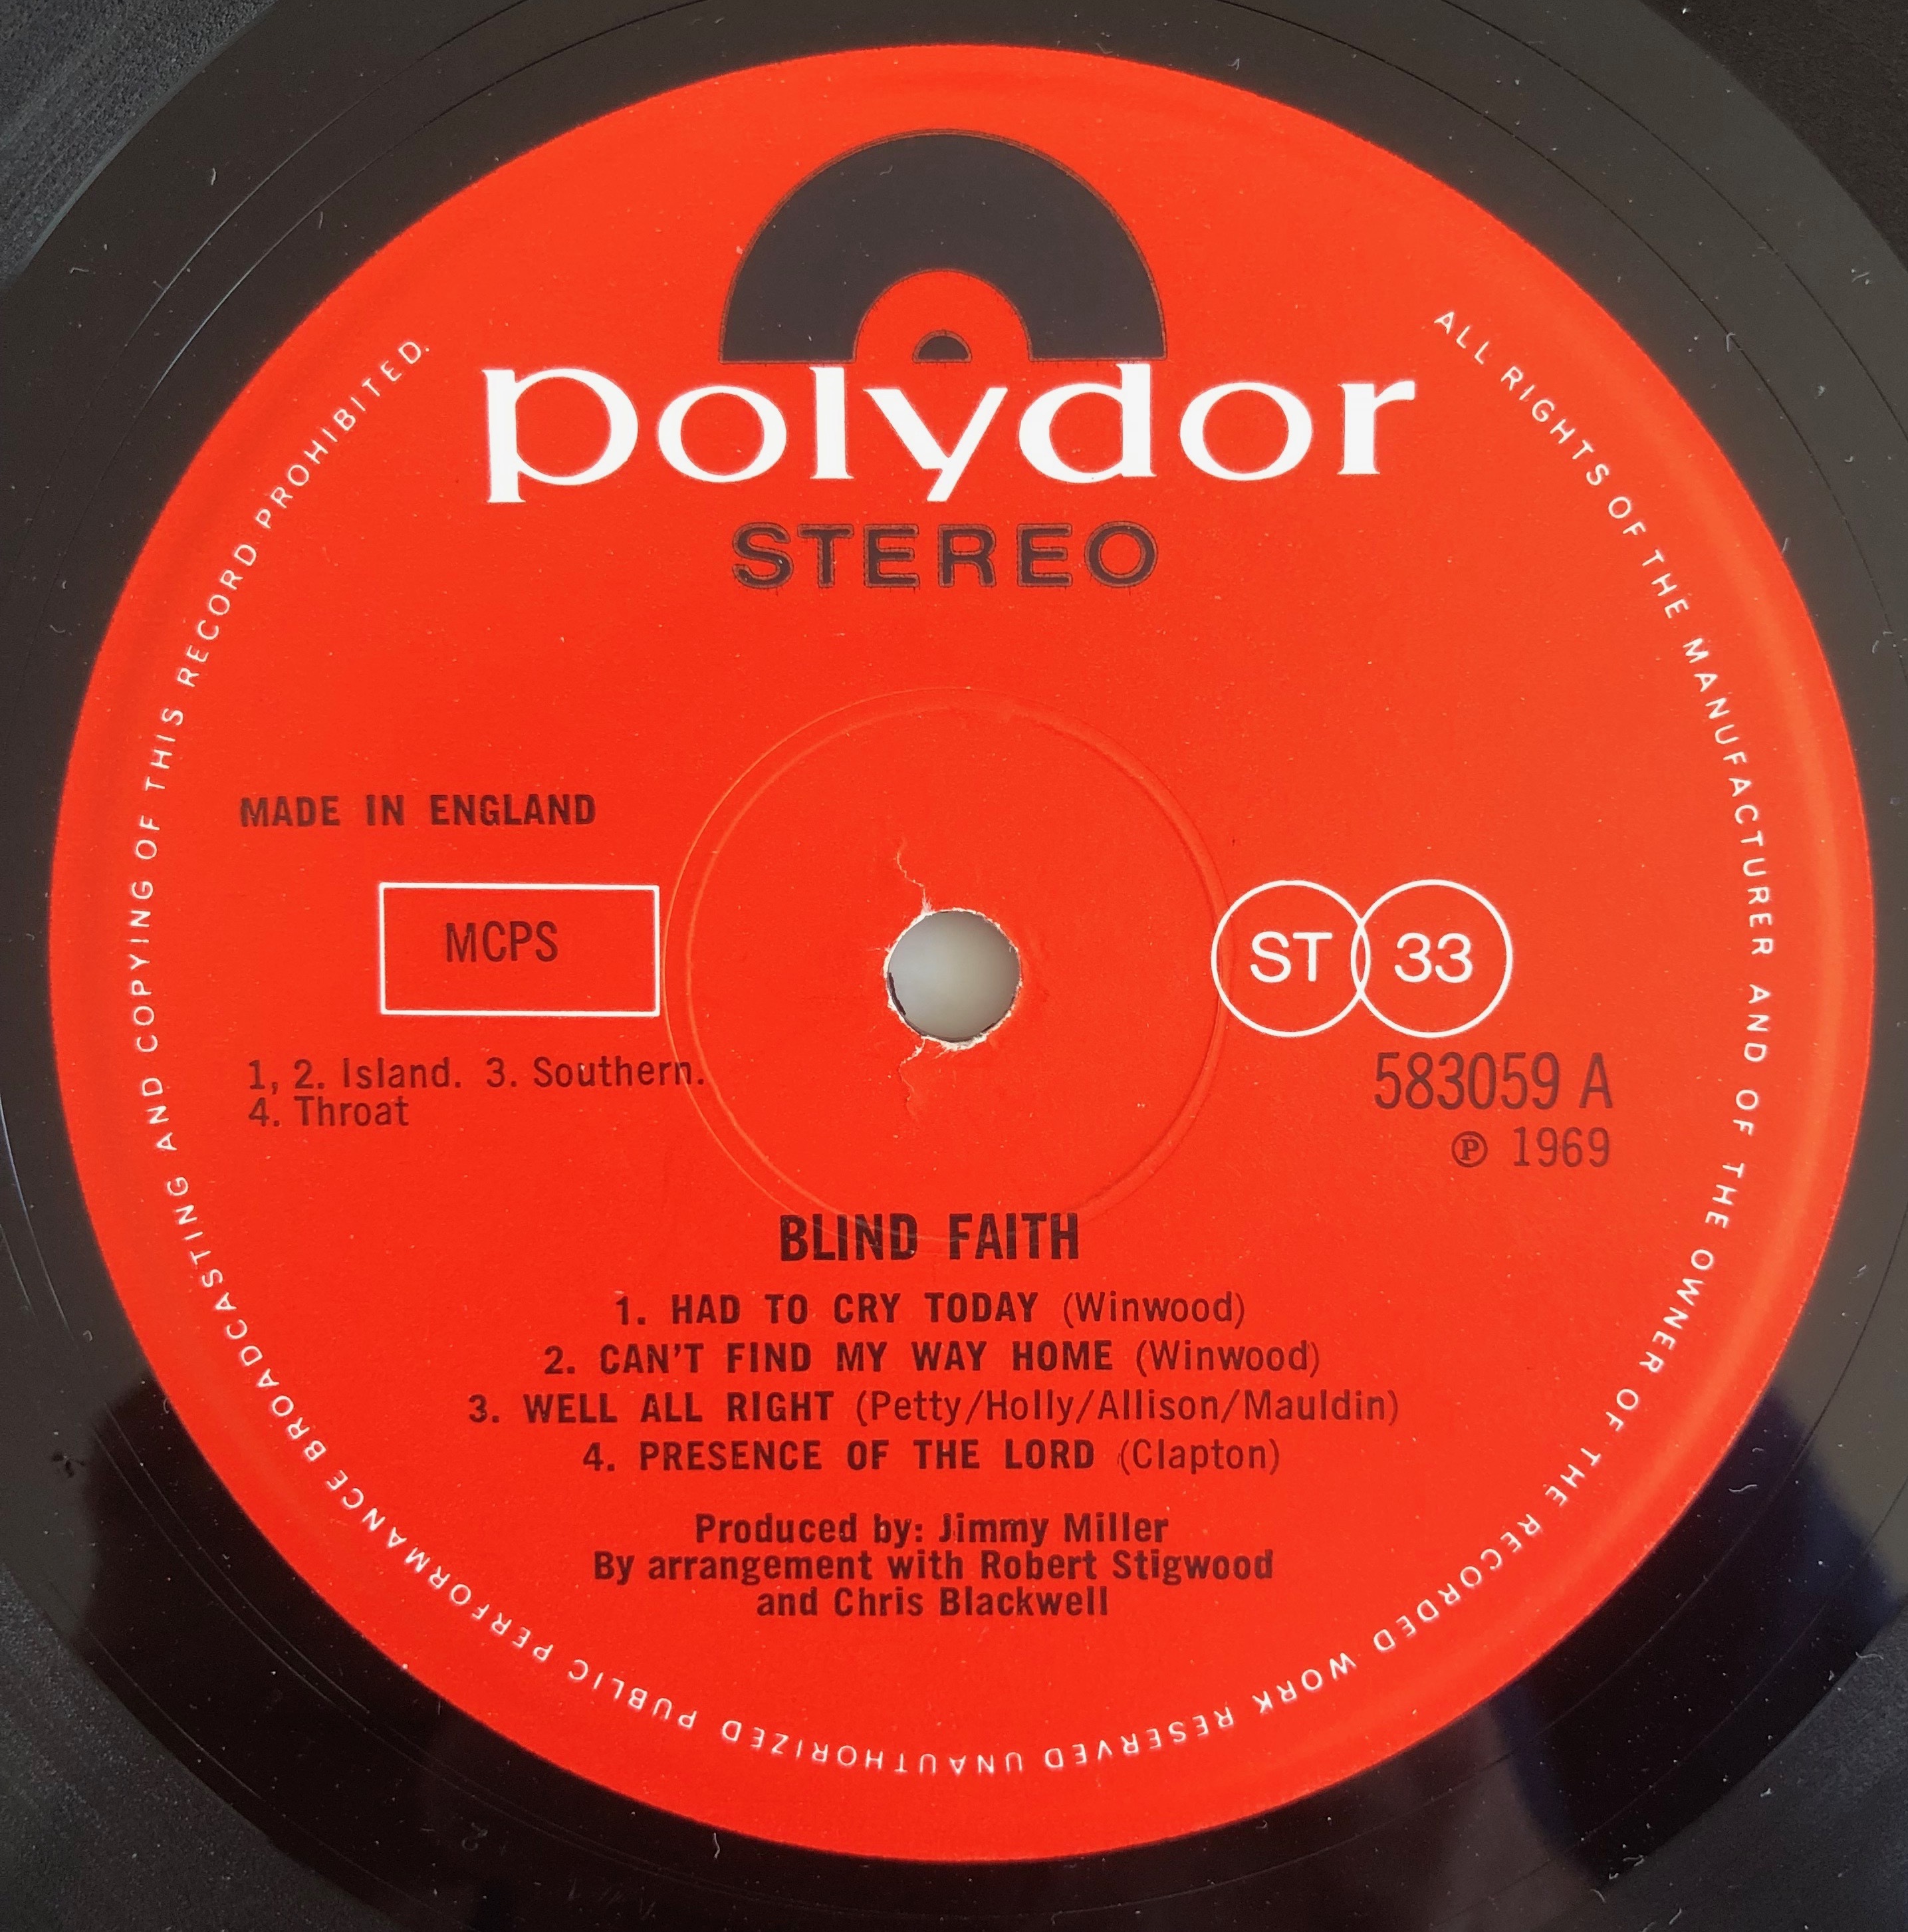 polydor
STEREO
MADE IN ENGLAND
MCPS
ST 33
1, 2. Island. 3. Southern.
4. Throat
583059 A
℗ 1969
BLIND FAITH
1. HAD TO CRY TODAY (Winwood)
2. CAN'T FIND MY WAY HOME (Winwood)
3. WELL ALL RIGHT (Petty/Holly/Allison/Mauldin)
4. PRESENCE OF THE LORD (Clapton)
Produced by: Jimmy Miller
By arrangement with Robert Stigwood
and Chris Blackwell
ALL RIGHTS OF THE MANUFACTURER AND OF THE OWNER OF THE RECORDED WORK RESERVED UNAUTHORIZED PUBLIC PERFORMANCE BROADCASTING AND COPYING OF THIS RECORD PROHIBITED.